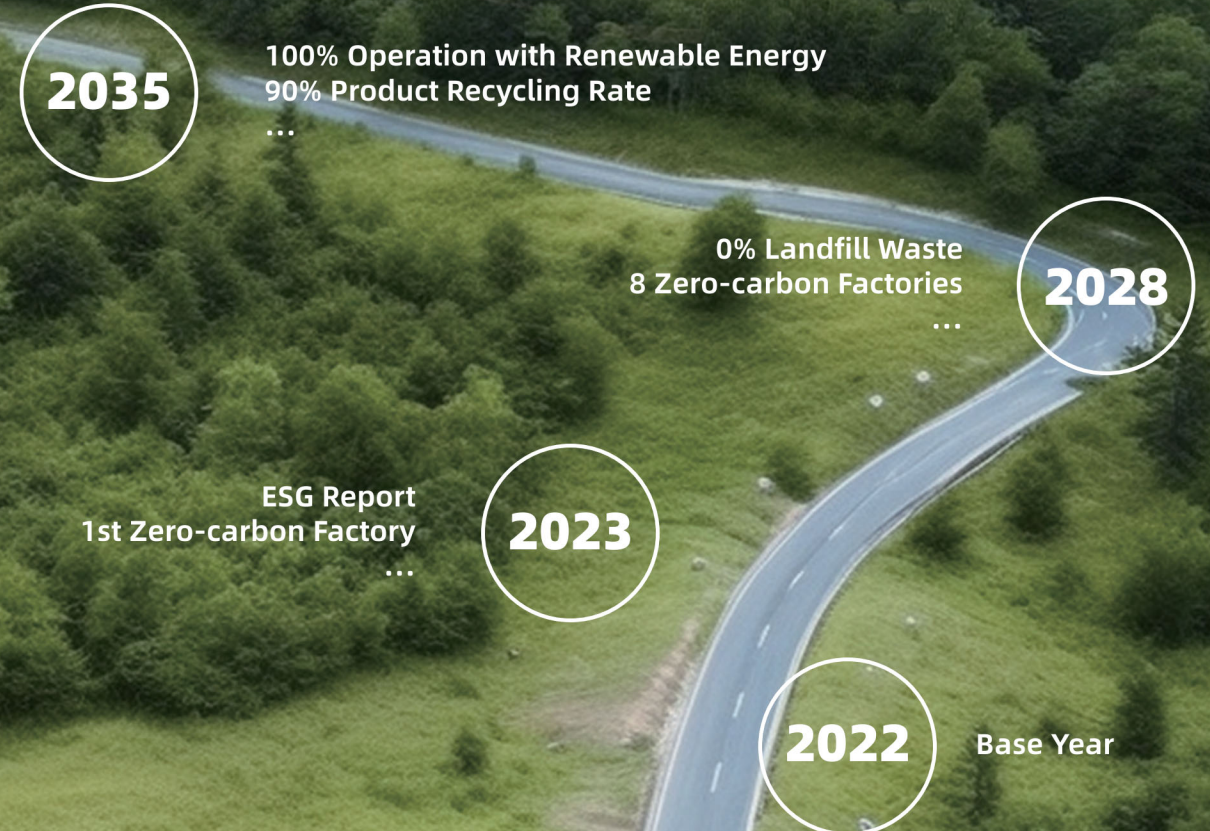 2035
100% Operation with Renewable Energy
90% Product Recycling Rate
...
0% Landfill Waste
8 Zero-carbon Factories
...
2028
ESG Report
1st Zero-carbon Factory
...
2023
2022
Base Year